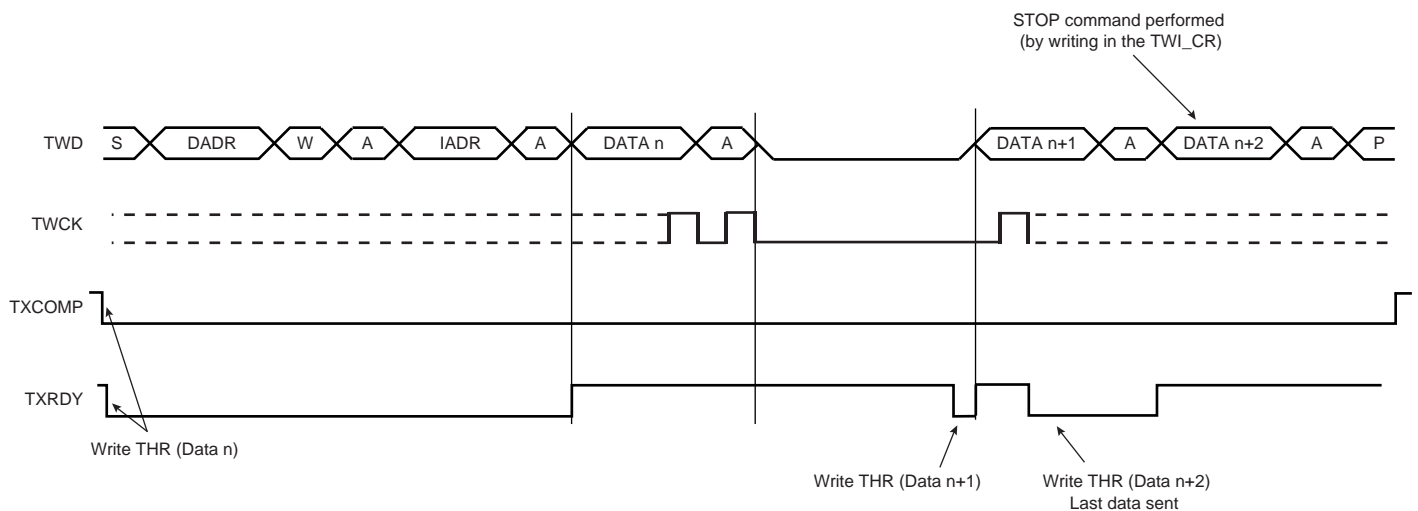 STOP command performed
(by writing in the TWI_CR)
TWD S DADR W A IADR A DATA n A DATA n+1 A DATA n+2 A P
TWCK
TXCOMP
TXRDY
Write THR (Data n)
Write THR (Data n+1)
Write THR (Data n+2)
Last data sent